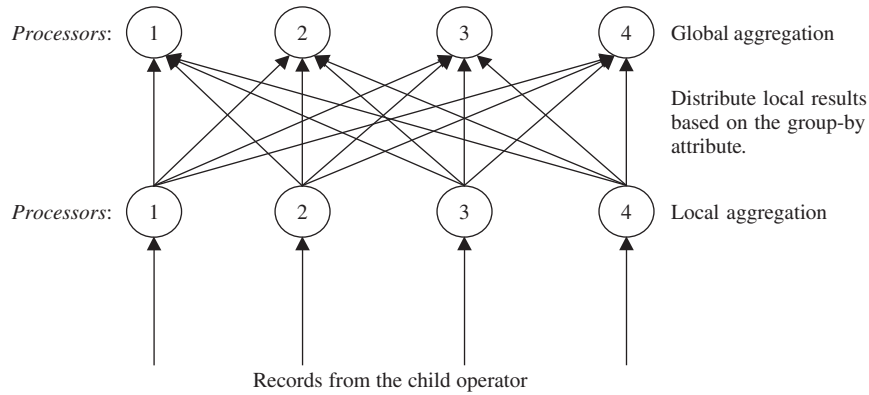 Processors: 1 2 3 4 Global aggregation
Distribute local results
based on the group-by
attribute.
Processors: 1 2 3 4 Local aggregation
Records from the child operator